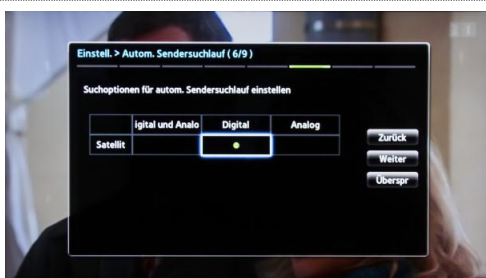 Einstell. > Autom. Sendersuchlauf ( 6/9 )
Suchoptionen für autom. Sendersuchlauf einstellen
igital und Analo Digital Analog
Satellit
Zurück
Weiter
Überspr